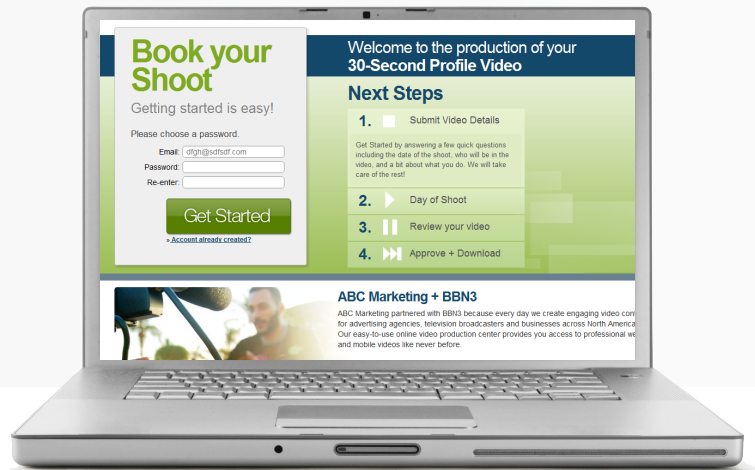 Book your
Shoot
Getting started is easy!
Please choose a password.
Email: dfgh@sdfsdf.com
Password:
Re-enter:
Get Started
» Account already created?
Welcome to the production of your
30-Second Profile Video
Next Steps
1. Submit Video Details
Get Started by answering a few quick questions
including the date of the shoot, who will be in the
video, and a bit about what you do. We will take
care of the rest!
2. Day of Shoot
3. Review your video
4. Approve + Download
ABC Marketing + BBN3
ABC Marketing partnered with BBN3 because every day we create engaging video
for advertising agencies, television broadcasters and businesses across North America
Our easy-to-use online video production center provides you access to professional
and mobile videos like never before.